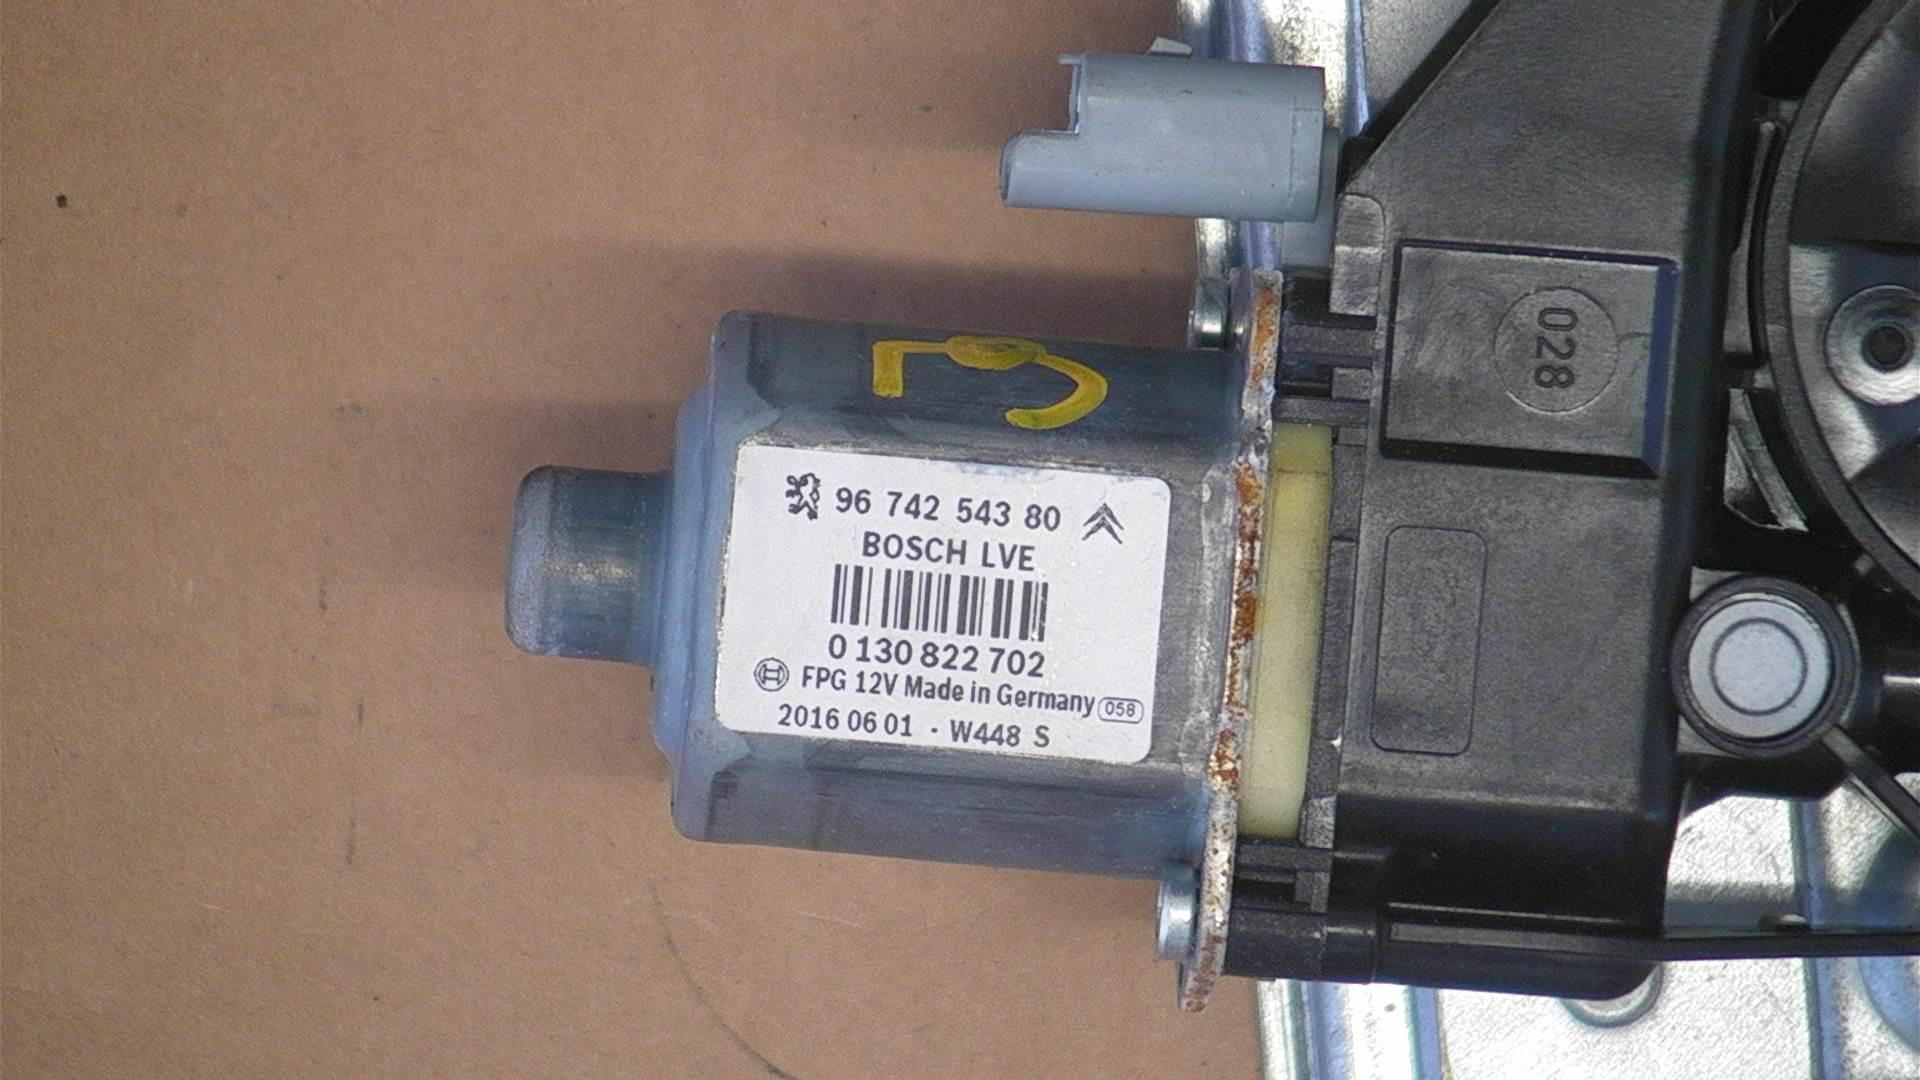 96 742 543 80
BOSCH LVE
0 130 822 702
FPG 12V Made in Germany 058
2016 06 01 - W448 S
028